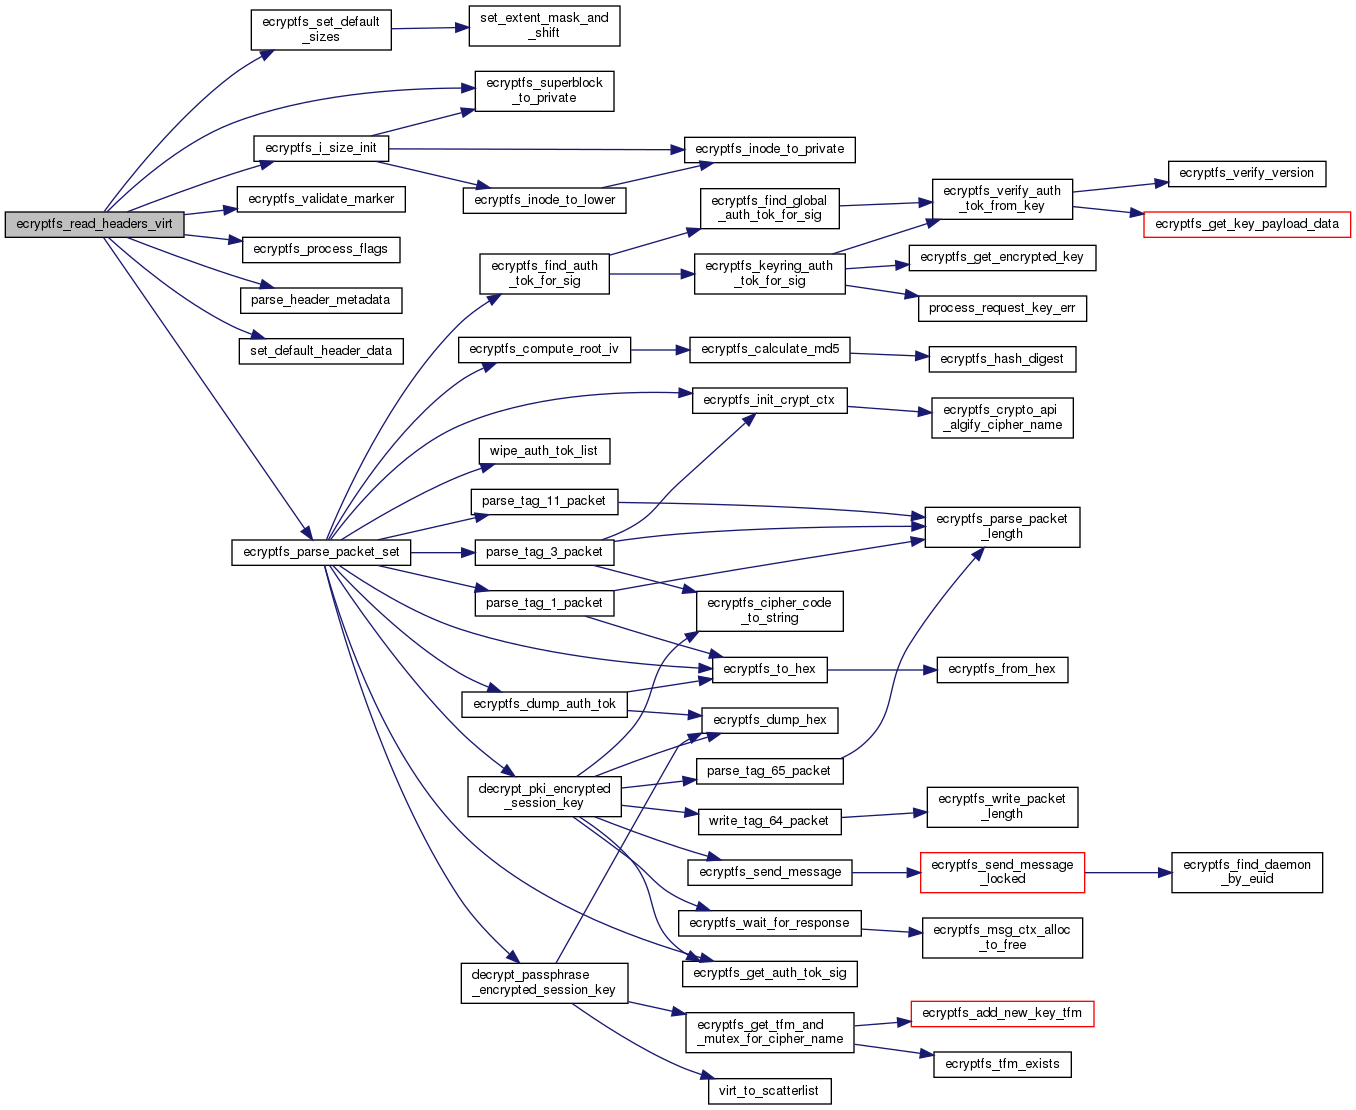 ecryptfs_read_headers_virt
ecryptfs_set_default
_sizes
set_extent_mask_and
_shift
ecryptfs_superblock
_to_private
ecryptfs_i_size_init
ecryptfs_inode_to_private
ecryptfs_inode_to_lower
ecryptfs_validate_marker
ecryptfs_process_flags
parse_header_metadata
set_default_header_data
ecryptfs_parse_packet_set
ecryptfs_find_auth
_tok_for_sig
ecryptfs_find_global
_auth_tok_for_sig
ecryptfs_verify_auth
_tok_from_key
ecryptfs_verify_version
ecryptfs_get_key_payload_data
ecryptfs_keyring_auth
_tok_for_sig
ecryptfs_get_encrypted_key
process_request_key_err
ecryptfs_compute_root_iv
ecryptfs_calculate_md5
ecryptfs_hash_digest
ecryptfs_init_crypt_ctx
ecryptfs_crypto_api
_algify_cipher_name
wipe_auth_tok_list
parse_tag_11_packet
ecryptfs_parse_packet
_length
parse_tag_3_packet
parse_tag_1_packet
ecryptfs_cipher_code
_to_string
ecryptfs_to_hex
ecryptfs_from_hex
ecryptfs_dump_auth_tok
ecryptfs_dump_hex
decrypt_pki_encrypted
_session_key
parse_tag_65_packet
write_tag_64_packet
ecryptfs_write_packet
_length
ecryptfs_send_message
ecryptfs_send_message
_locked
ecryptfs_find_daemon
_by_euid
ecryptfs_wait_for_response
ecryptfs_msg_ctx_alloc
_to_free
ecryptfs_get_auth_tok_sig
decrypt_passphrase
_encrypted_session_key
ecryptfs_get_tfm_and
_mutex_for_cipher_name
ecryptfs_add_new_key_tfm
ecryptfs_tfm_exists
virt_to_scatterlist